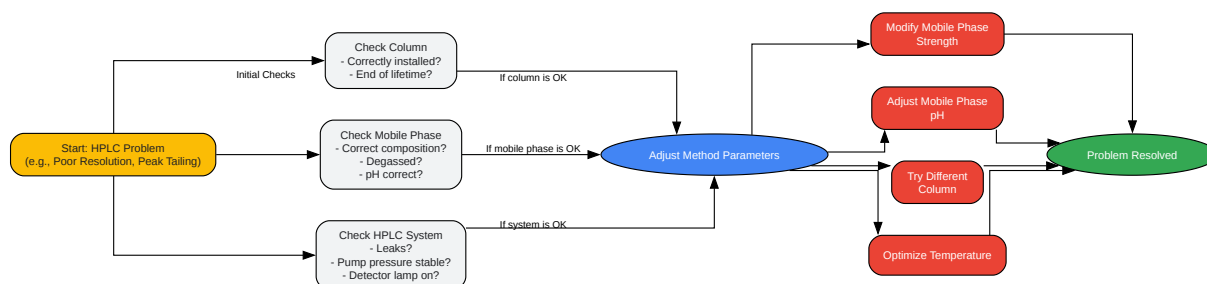 Start: HPLC Problem
(e.g., Poor Resolution, Peak Tailing)
Initial Checks
Check Column
- Correctly installed?
- End of lifetime?
Check Mobile Phase
- Correct composition?
- Degassed?
- pH correct?
Check HPLC System
- Leaks?
- Pump pressure stable?
- Detector lamp on?
If column is OK
If mobile phase is OK
If system is OK
Adjust Method Parameters
Modify Mobile Phase
Strength
Adjust Mobile Phase
pH
Try Different
Column
Optimize Temperature
Problem Resolved